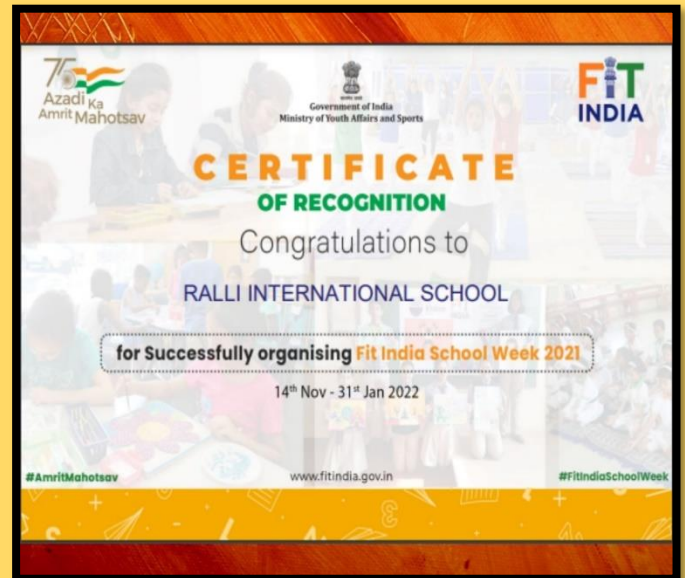 75
Azadi Ka
Amrit Mahotsav
Government of India
Ministry of Youth Affairs and Sports
FIT
INDIA
CERTIFICATE
OF RECOGNITION
Congratulations to
RALLI INTERNATIONAL SCHOOL
for Successfully organising Fit India School Week 2021
14th Nov - 31st Jan 2022
#AmritMahotsav
www.fitindia.gov.in
#FitIndiaSchoolWeek